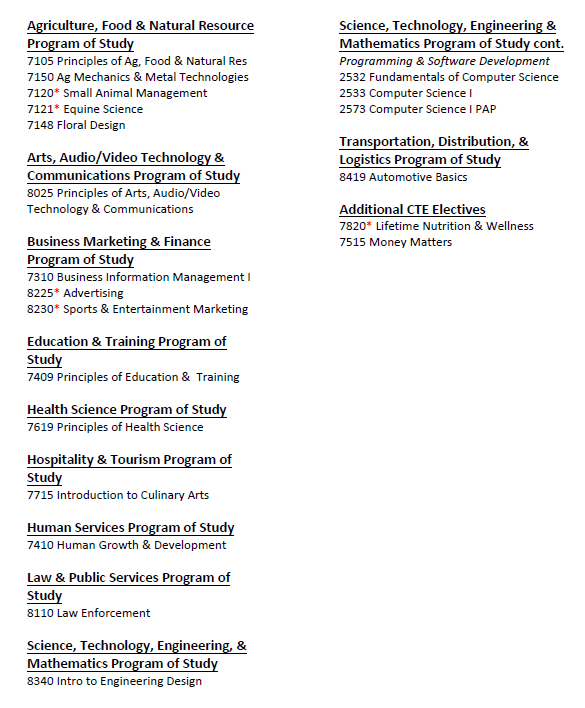 Agriculture, Food & Natural Resource
Program of Study
7105 Principles of Ag, Food & Natural Res
7150 Ag Mechanics & Metal Technologies
7120* Small Animal Management
7121* Equine Science
7148 Floral Design
Arts, Audio/Video Technology &
Communications Program of Study
8025 Principles of Arts, Audio/Video
Technology & Communications
Business Marketing & Finance
Program of Study
7310 Business Information Management I
8225* Advertising
8230* Sports & Entertainment Marketing
Education & Training Program of
Study
7409 Principles of Education &  Training
Health Science Program of Study
7619 Principles of Health Science
Hospitality & Tourism Program of
Study
7715 Introduction to Culinary Arts
Human Services Program of Study
7410 Human Growth & Development
Law & Public Services Program of
Study
8110 Law Enforcement
Science, Technology, Engineering, &
Mathematics Program of Study
8340 Intro to Engineering Design
Science, Technology, Engineering &
Mathematics Program of Study cont.
Programming & Software Development
2532 Fundamentals of Computer Science
2533 Computer Science I
2573 Computer Science I PAP
Transportation, Distribution, &
Logistics Program of Study
8419 Automotive Basics
Additional CTE Electives
7820* Lifetime Nutrition & Wellness
7515 Money Matters